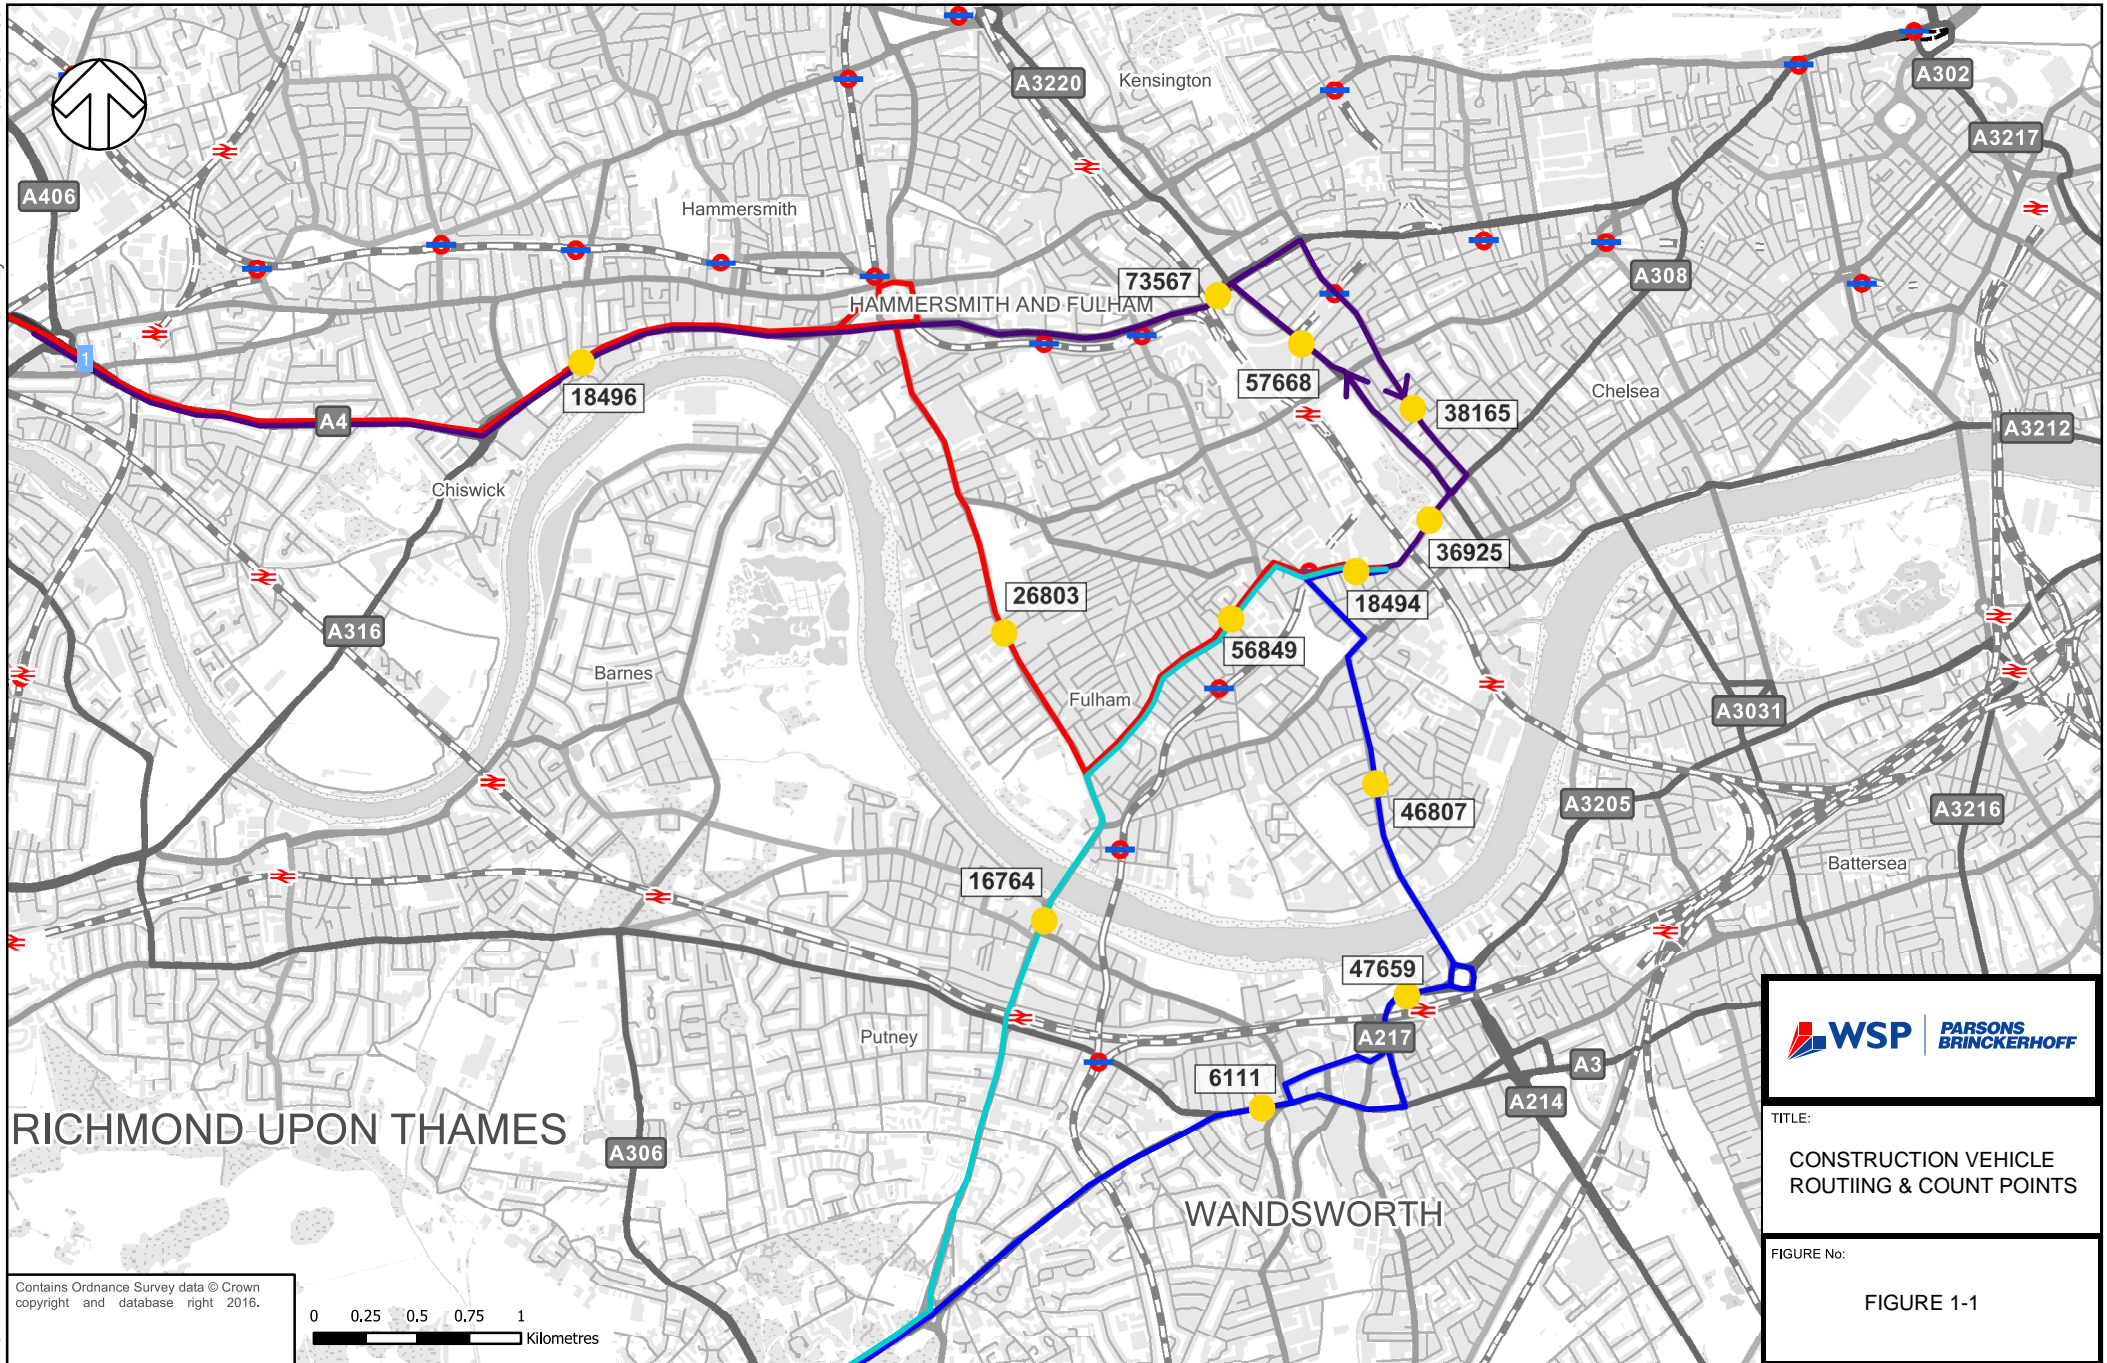 A3220
Kensington
A302
A3217
A406
Hammersmith
73567
HAMMERSMITH AND FULHAM
A308
1
18496
57668
38165
Chelsea
A4
A3212
Chiswick
36925
26803
18494
A316
56849
Barnes
Fulham
A3031
46807
A3205
A3216
Battersea
16764
47659
Putney
A217
6111
A3
A214
RICHMOND UPON THAMES
A306
WANDSWORTH
WSP
PARSONS
BRINCKERHOFF
TITLE:
CONSTRUCTION VEHICLE
ROUTIING & COUNT POINTS
FIGURE No:
FIGURE 1-1
Contains Ordnance Survey data © Crown
copyright and database right 2016.
0 0.25 0.5 0.75 1
Kilometres